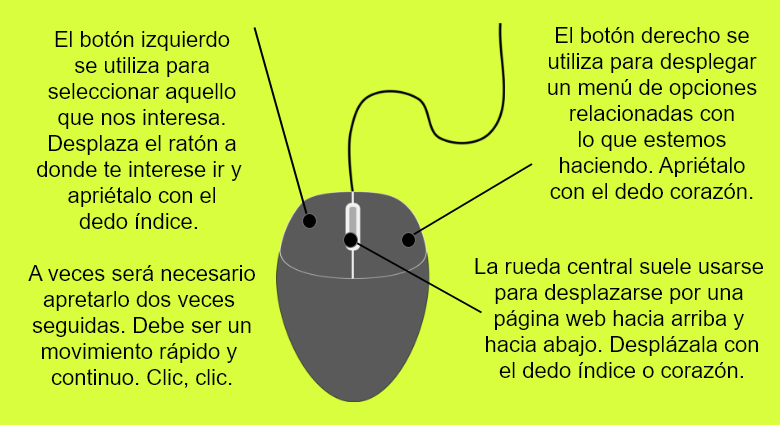 El botón izquierdo
se utiliza para
seleccionar aquello
que nos interesa.
Desplaza el ratón a
donde te interese ir y
apriétalo con el
dedo índice.
A veces será necesario
apretarlo dos veces
seguidas. Debe ser un
movimiento rápido y
continuo. Clic, clic.
El botón derecho se
utiliza para desplegar
un menú de opciones
relacionadas con
lo que estemos
haciendo. Apriétalo
con el dedo corazón.
La rueda central suele usarse
para desplazarse por una
página web hacia arriba y
hacia abajo. Desplázala con
el dedo índice o corazón.